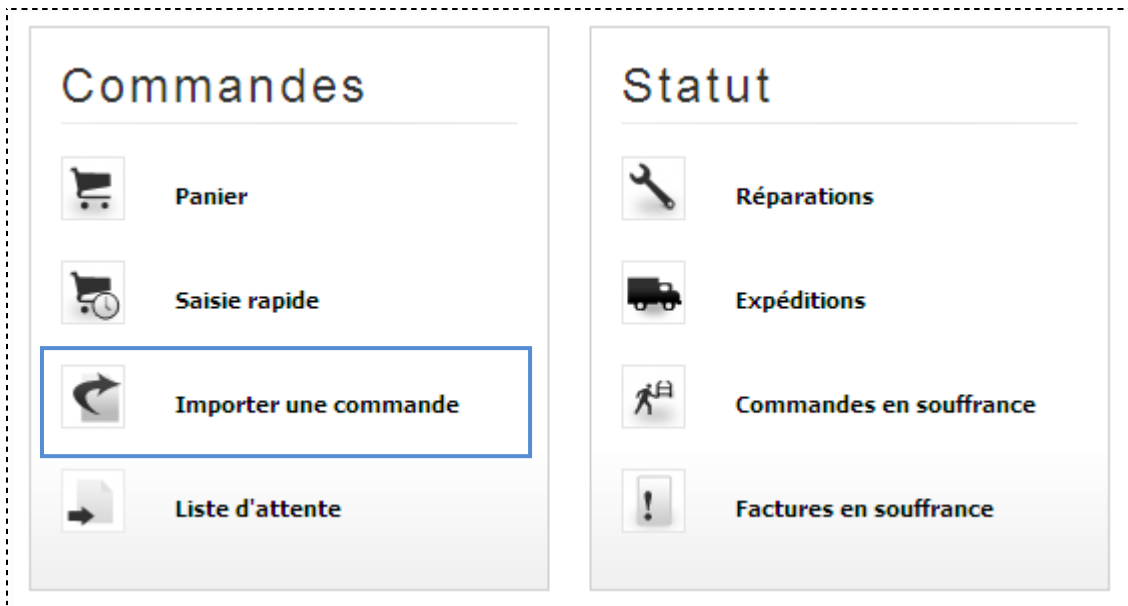 Commandes
Panier
Saisie rapide
Importer une commande
Liste d'attente
Statut
Réparations
Expéditions
Commandes en souffrance
Factures en souffrance